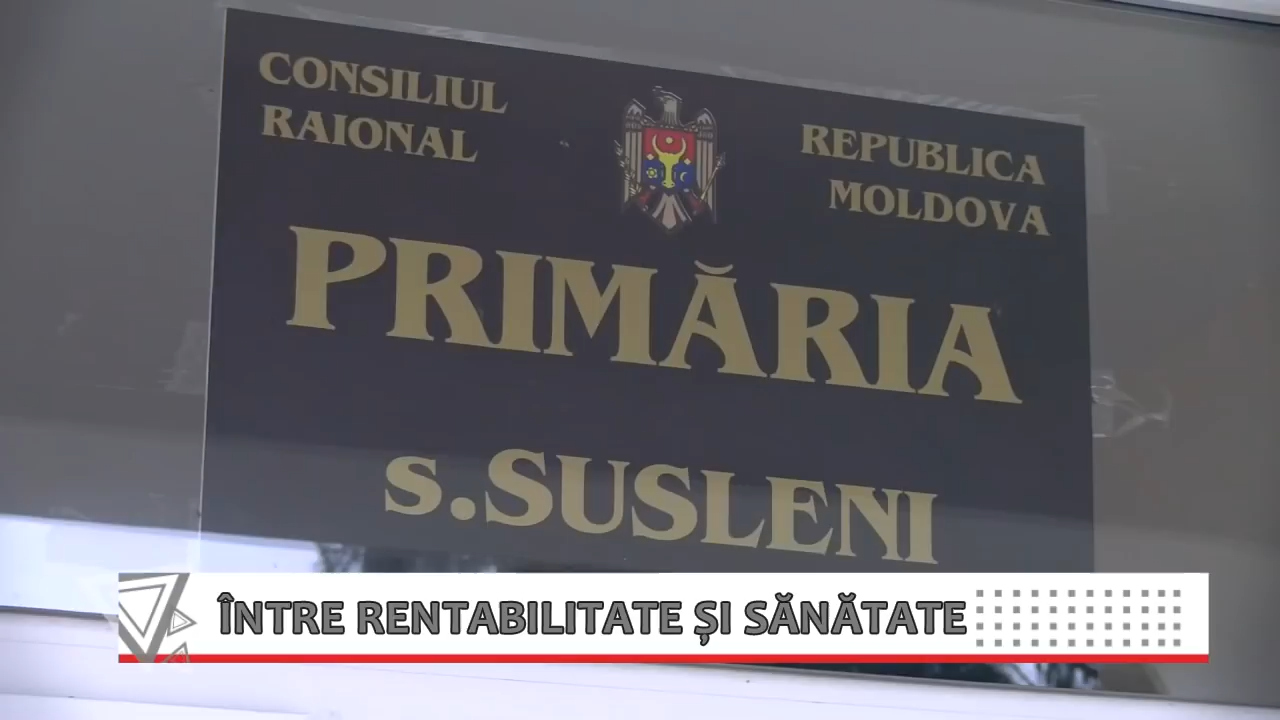 CONSILIUL
RAIONAL
REPUBLICA
MOLDOVA
PRIMĂRIA
s.SUSLENI
ÎNTRE RENTABILITATE ȘI SĂNĂTATE